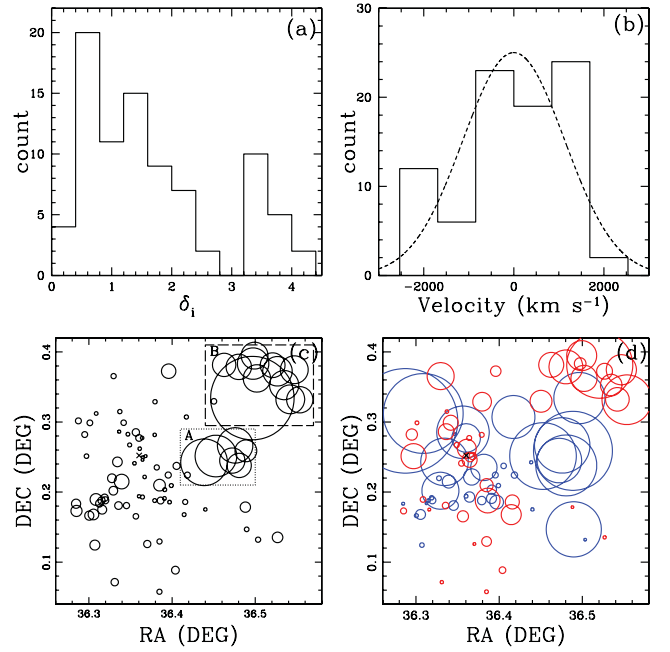 (a)
count
20
15
10
5
0
0 1 2 3 4
δi
(b)
count
30
20
10
0
−2000 0 2000
Velocity (km s⁻¹)
(c)
B
A
DEC (DEG)
0.4
0.3
0.2
0.1
36.3 36.4 36.5
RA (DEG)
(d)
DEC (DEG)
0.4
0.3
0.2
0.1
36.3 36.4 36.5
RA (DEG)